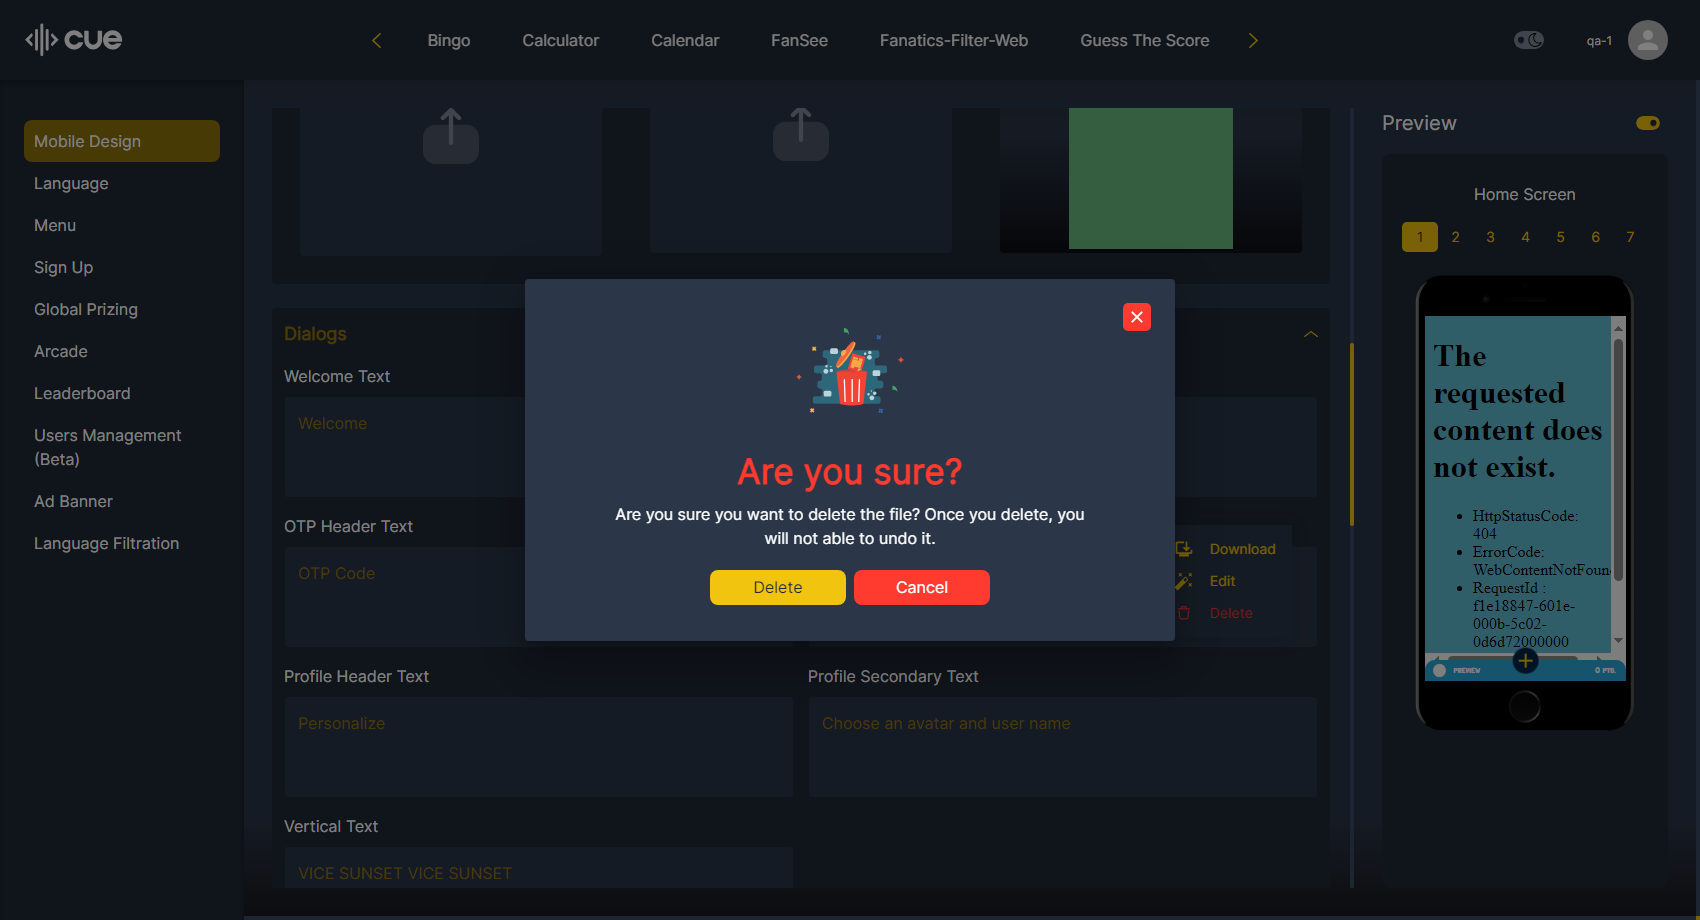 cue
Bingo
Calculator
Calendar
FanSee
Fanatics-Filter-Web
Guess The Score
qa-1
Mobile Design
Language
Menu
Sign Up
Global Prizing
Arcade
Leaderboard
Users Management
(Beta)
Ad Banner
Language Filtration
Dialogs
Welcome Text
Welcome
OTP Header Text
OTP Code
Download
Edit
Delete
Profile Header Text
Personalize
Profile Secondary Text
Choose an avatar and user name
Vertical Text
VICE SUNSET VICE SUNSET
Are you sure?
Are you sure you want to delete the file? Once you delete, you
will not able to undo it.
Delete
Cancel
Preview
Home Screen
1 2 3 4 5 6 7
The
requested
content does
not exist.
HttpStatusCode:
404
ErrorCode:
WebContentNotFoun
RequestId :
f1e18847-601e-
000b-5c02-
0d6d72000000
PREVIEW
0 PTS.